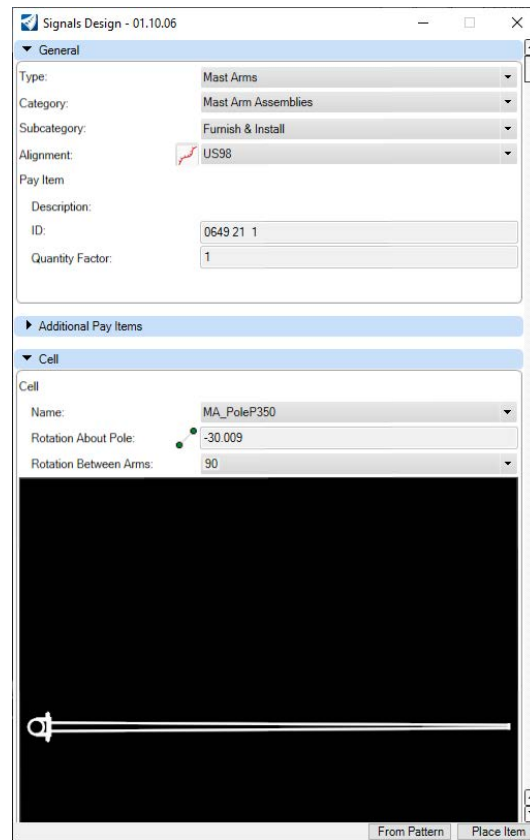 Signals Design - 01.10.06
General
Type: Mast Arms
Category: Mast Arm Assemblies
Subcategory: Furnish & Install
Alignment: US98
Pay Item
Description:
ID: 0649 21  1
Quantity Factor: 1
Additional Pay Items
Cell
Cell
Name: MA_PoleP350
Rotation About Pole: -30.009
Rotation Between Arms: 90
From Pattern Place Item